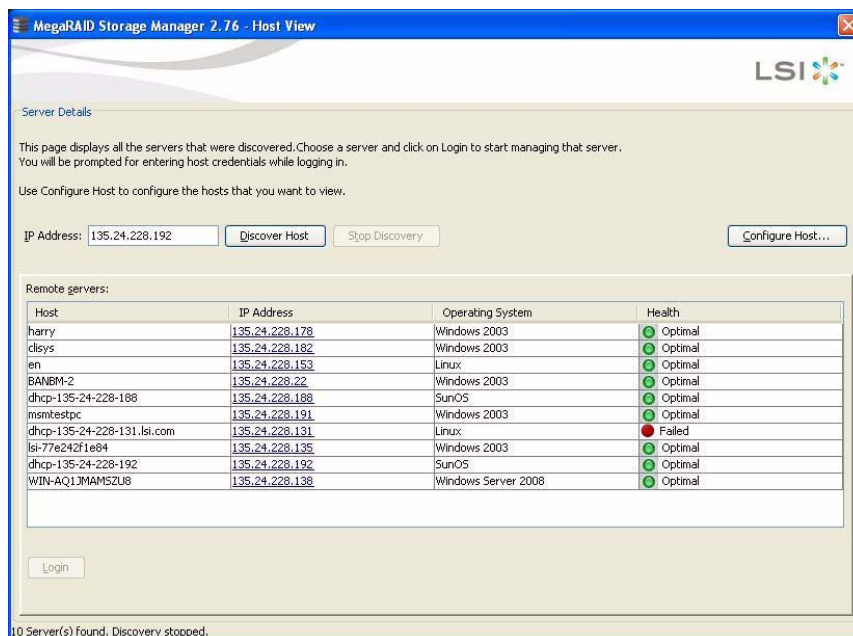 MegaRAID Storage Manager 2.76 - Host View
LSI
Server Details
This page displays all the servers that were discovered.Choose a server and click on Login to start managing that server.
You will be prompted for entering host credentials while logging in.
Use Configure Host to configure the hosts that you want to view.
IP Address: 135.24.228.192 Discover Host Stop Discovery Configure Host...
Remote servers:
Host IP Address Operating System Health
harry 135.24.228.178 Windows 2003 Optimal
clisys 135.24.228.182 Windows 2003 Optimal
en 135.24.228.153 Linux Optimal
BANBM-2 135.24.228.22 Windows 2003 Optimal
dhcp-135-24-228-188 135.24.228.188 SunOS Optimal
msmtestpc 135.24.228.191 Windows 2003 Optimal
dhcp-135-24-228-131.lsi.com 135.24.228.131 Linux Failed
lsi-77e242f1e84 135.24.228.135 Windows 2003 Optimal
dhcp-135-24-228-192 135.24.228.192 SunOS Optimal
WIN-AQ1JMAMSZU8 135.24.228.138 Windows Server 2008 Optimal
Login
10 Server(s) found. Discovery stopped.